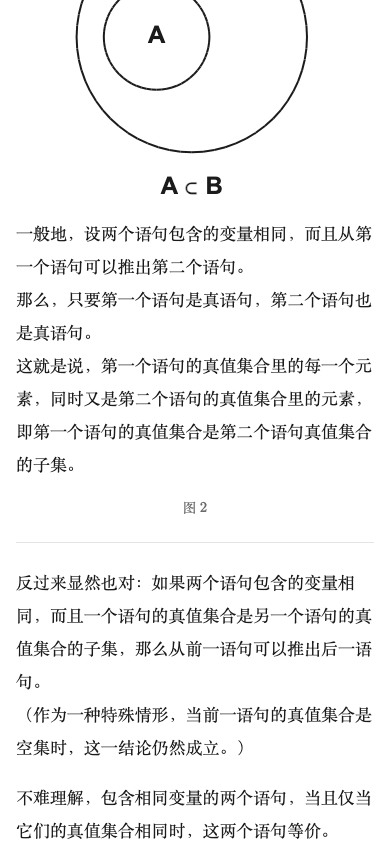 A
A ⊂ B
一般地，设两个语句包含的变量相同，而且从第
一个语句可以推出第二个语句。
那么，只要第一个语句是真语句，第二个语句也
是真语句。
这就是说，第一个语句的真值集合里的每一个元
素，同时又是第二个语句的真值集合里的元素，
即第一个语句的真值集合是第二个语句真值集合
的子集。
图 2
反过来显然也对：如果两个语句包含的变量相
同，而且一个语句的真值集合是另一个语句的真
值集合的子集，那么从前一语句可以推出后一语
句。
（作为一种特殊情形，当前一语句的真值集合是
空集时，这一结论仍然成立。）
不难理解，包含相同变量的两个语句，当且仅当
它们的真值集合相同时，这两个语句等价。